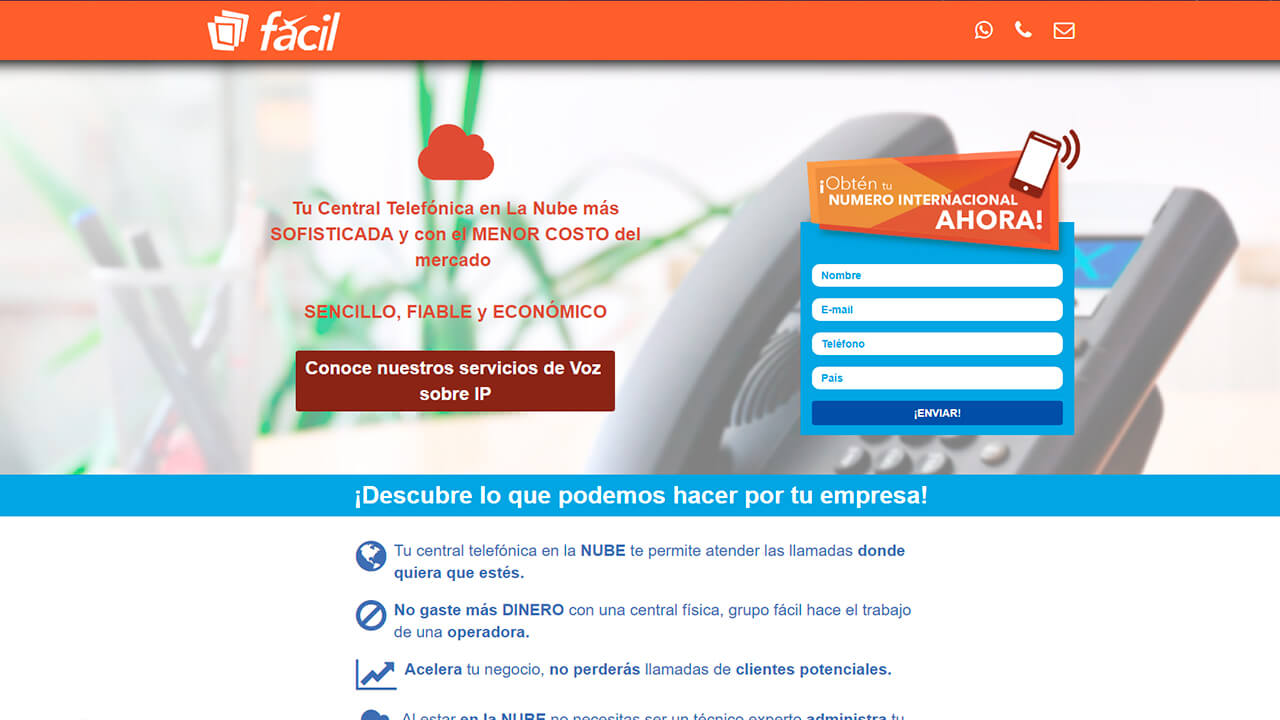 fácil
Tu Central Telefónica en La Nube más
SOFISTICADA y con el MENOR COSTO del
mercado
SENCILLO, FIABLE y ECONÓMICO
Conoce nuestros servicios de Voz
sobre IP
¡Obtén tu
NUMERO INTERNACIONAL
AHORA!
Nombre
E-mail
Teléfono
País
¡ENVIAR!
¡Descubre lo que podemos hacer por tu empresa!
Tu central telefónica en la NUBE te permite atender las llamadas donde
quiera que estés.
No gaste más DINERO con una central física, grupo fácil hace el trabajo
de una operadora.
Acelera tu negocio, no perderás llamadas de clientes potenciales.
Al estar en la NUBE no necesitas ser un técnico experto administra tu